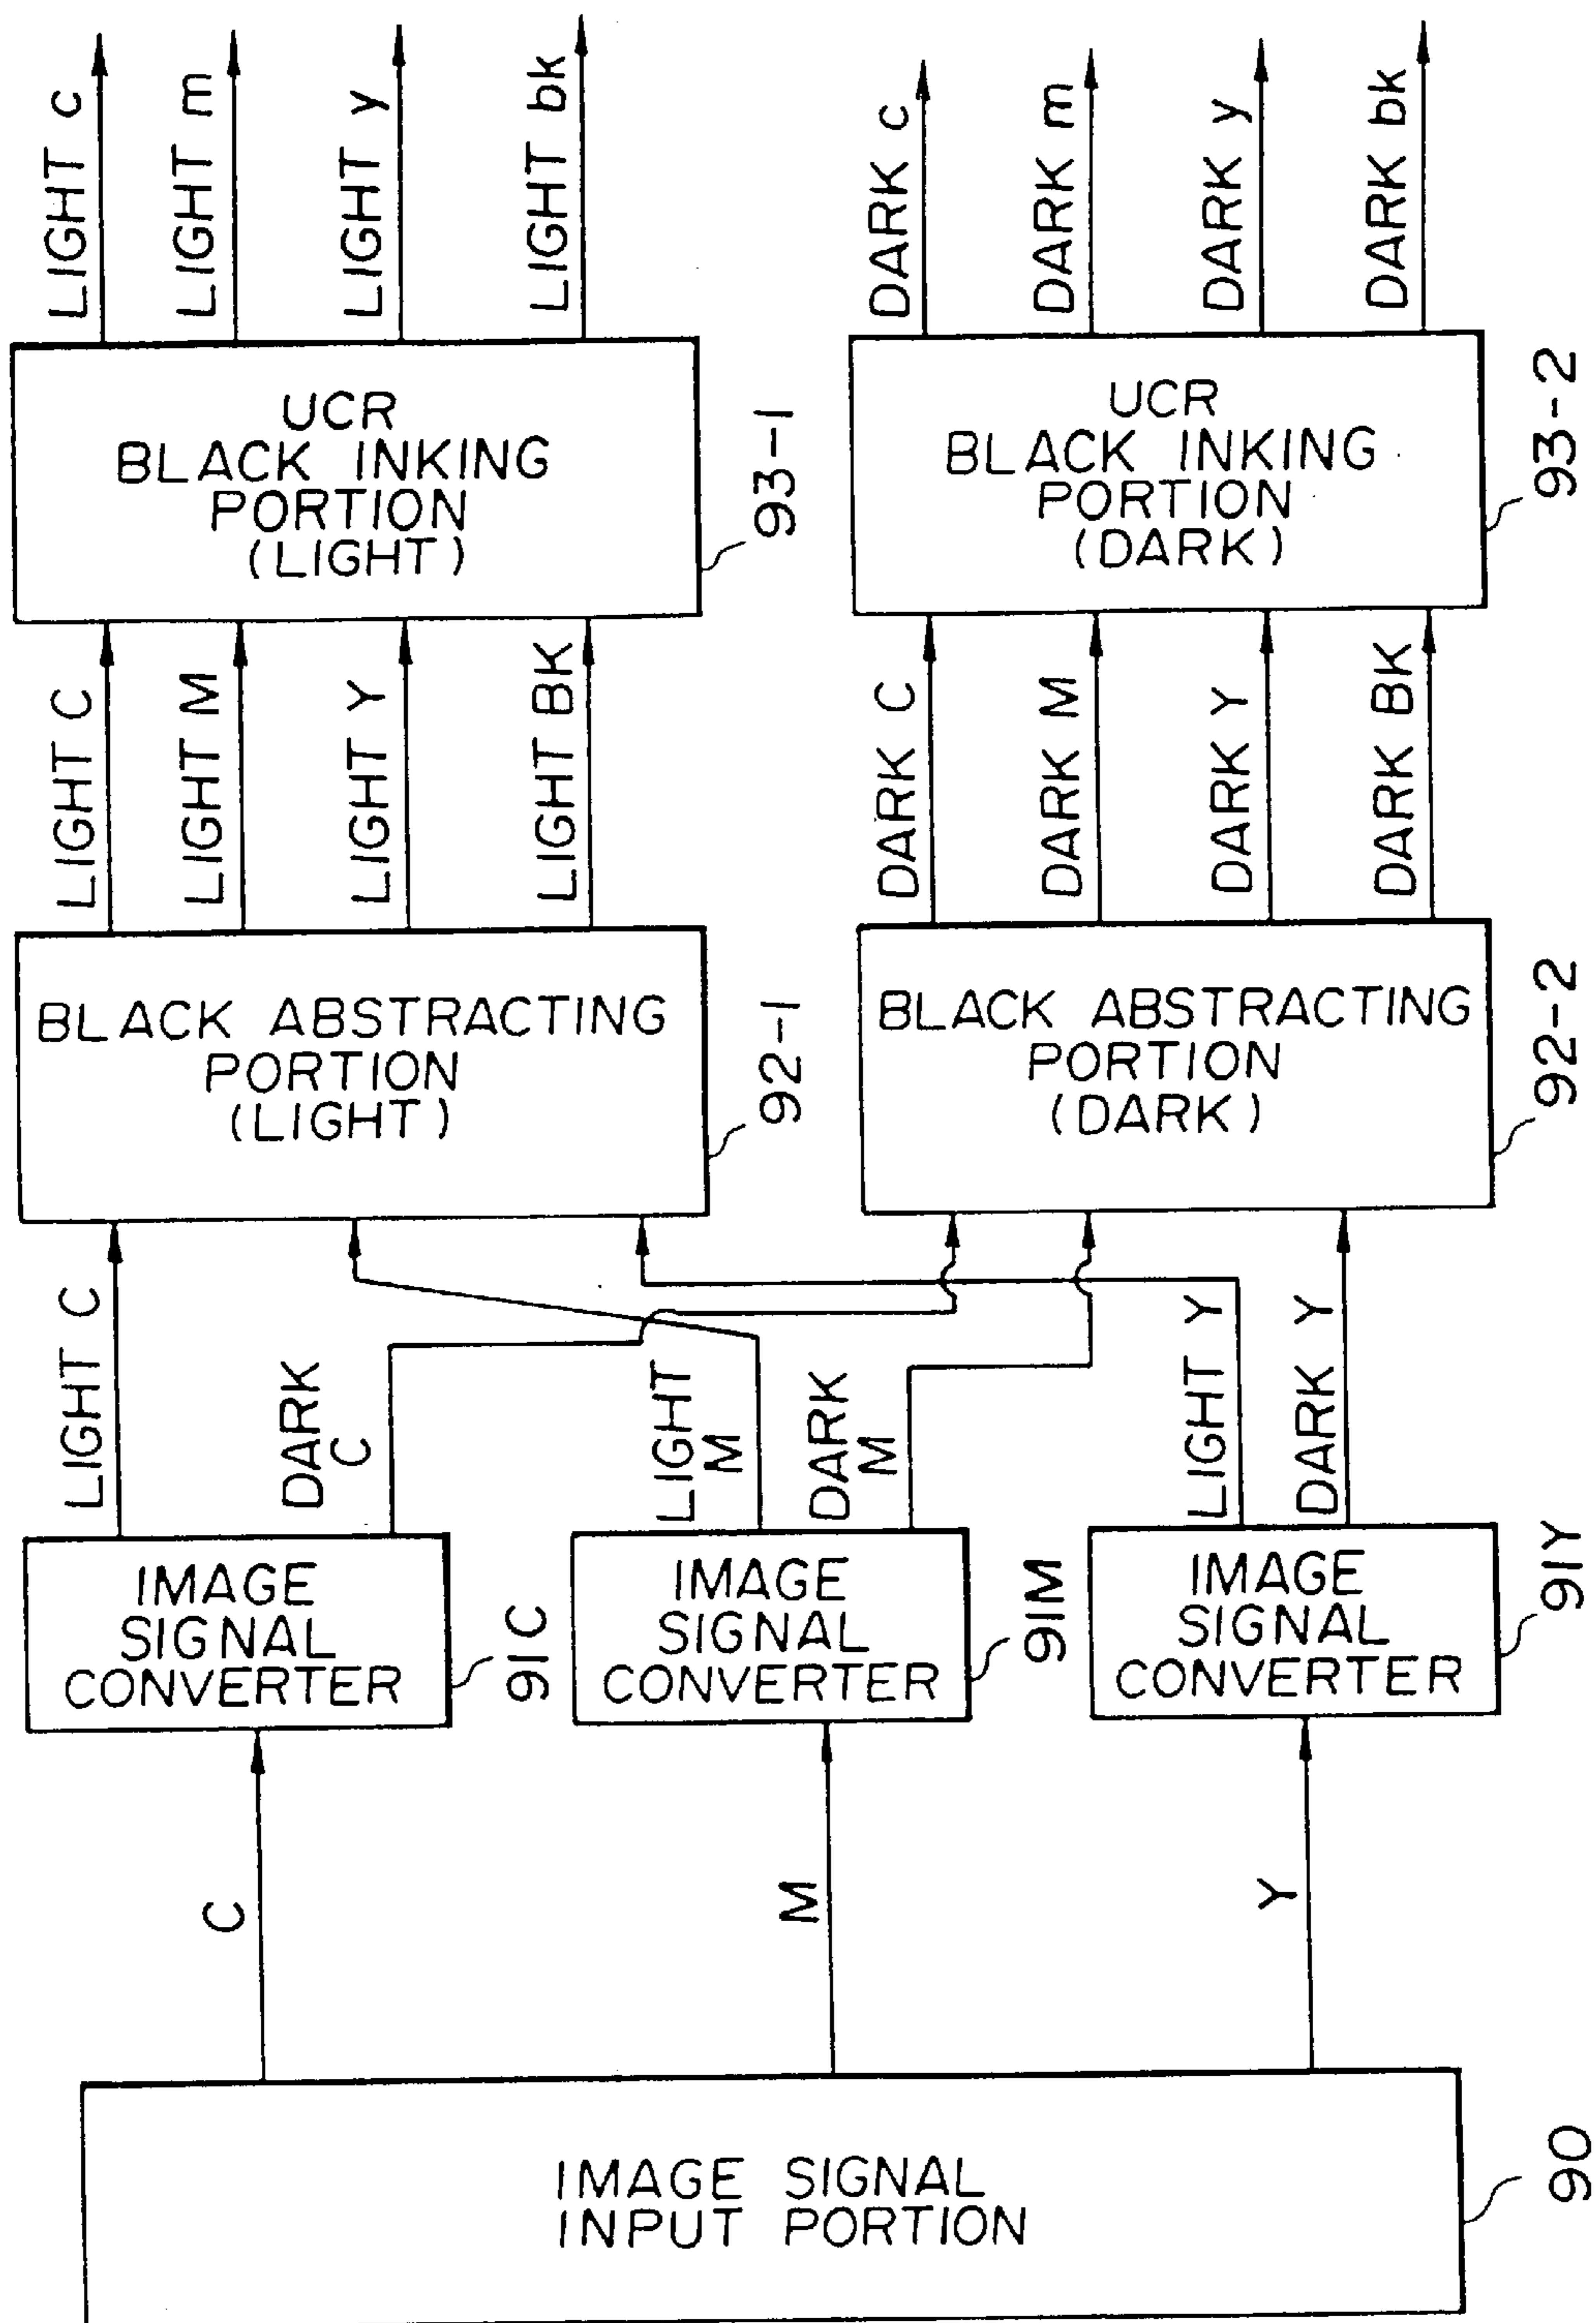 LIGHT c
LIGHT m
LIGHT y
LIGHT bk
DARK c
DARK m
DARK y
DARK bk
UCR
BLACK INKING
PORTION
(LIGHT)
93-1
UCR
BLACK INKING
PORTION
(DARK)
93-2
LIGHT C
LIGHT M
LIGHT Y
LIGHT BK
DARK C
DARK M
DARK Y
DARK BK
BLACK ABSTRACTING
PORTION
(LIGHT)
92-1
BLACK ABSTRACTING
PORTION
(DARK)
92-2
LIGHT C
DARK
C
LIGHT
M
DARK
M
LIGHT Y
DARK Y
IMAGE
SIGNAL
CONVERTER
91C
IMAGE
SIGNAL
CONVERTER
91M
IMAGE
SIGNAL
CONVERTER
91Y
C
M
Y
IMAGE SIGNAL
INPUT PORTION
90